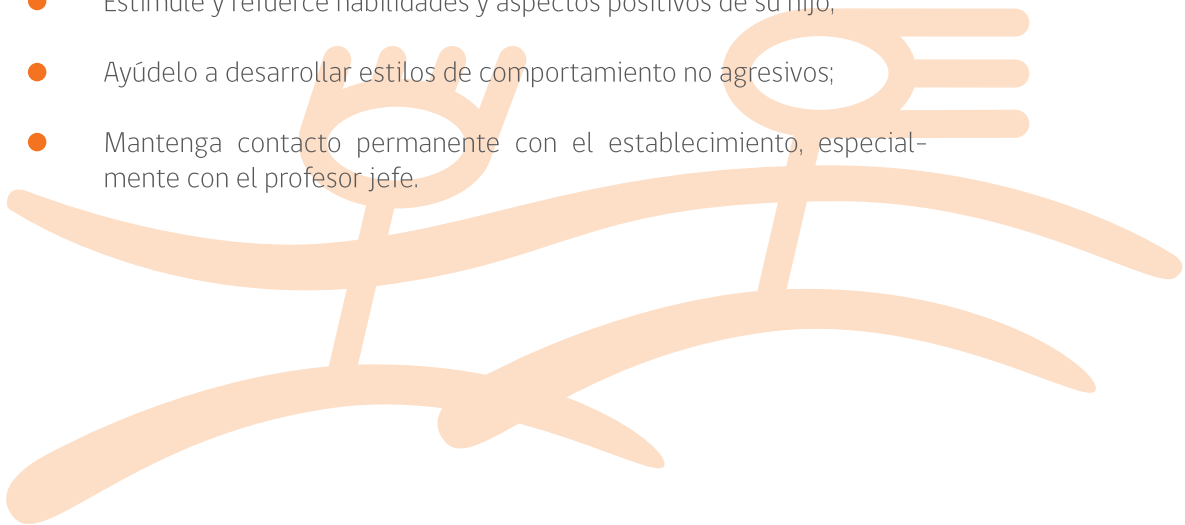 Estimule y refuerce habilidades y aspectos positivos de su hijo;
Ayúdelo a desarrollar estilos de comportamiento no agresivos;
Mantenga contacto permanente con el establecimiento, especial-
mente con el profesor jefe.